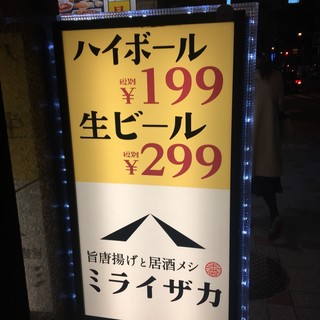 ハイボール
税別 ¥199
生ビール
税別 ¥299
旨唐揚げと居酒メシ
ミライザカ